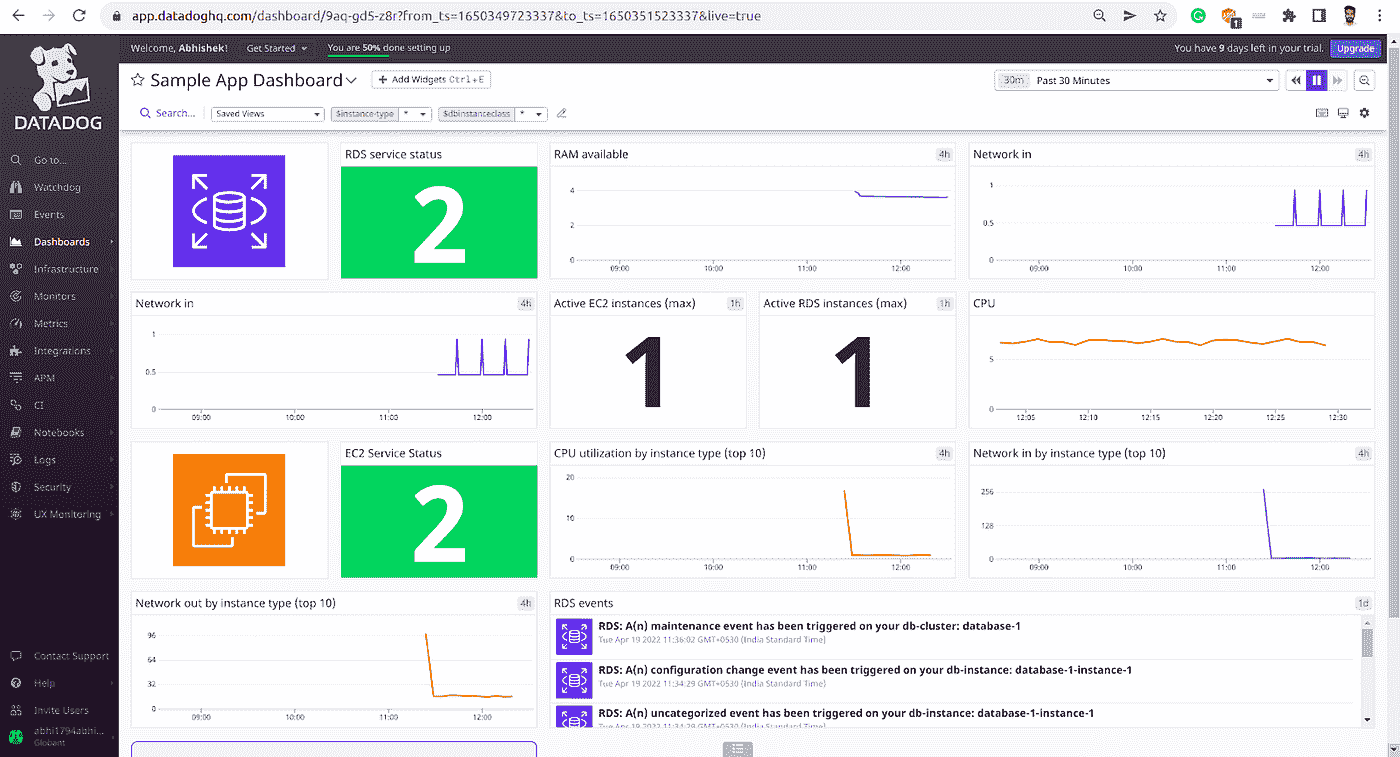 app.datadoghq.com/dashboard/9aq-gd5-z8r?from_ts=1650349723337&to_ts=1650351523337&live=true
Welcome, Abhishek!
Get Started
You are 50% done setting up
You have 9 days left in your trial.
Upgrade
DATADOG
Go to...
Watchdog
Events
Dashboards
Infrastructure
Monitors
Metrics
Integrations
APM
CI
Notebooks
Logs
Security
UX Monitoring
Contact Support
Help
Invite Users
abhi1794abhi...
Globant
Sample App Dashboard
+ Add Widgets Ctrl+E
30m Past 30 Minutes
Search...
Saved Views
$instance-type *
$dbinstanceclass *
RDS service status
2
RAM available 4h
4
2
0
09:00 10:00 11:00 12:00
Network in 4h
1
0.5
0
09:00 10:00 11:00 12:00
Network in 4h
1
0.5
0
09:00 10:00 11:00 12:00
Active EC2 instances (max) 1h
1
Active RDS instances (max) 1h
1
CPU
5
0
12:05 12:10 12:15 12:20 12:25 12:30
EC2 Service Status
2
CPU utilization by instance type (top 10) 4h
20
10
0
09:00 10:00 11:00 12:00
Network in by instance type (top 10) 4h
256
128
0
09:00 10:00 11:00 12:00
Network out by instance type (top 10) 4h
96
64
32
0
09:00 10:00 11:00 12:00
RDS events 1d
RDS: A(n) maintenance event has been triggered on your db-cluster: database-1
Tue Apr 19 2022 11:36:02 GMT+0530 (India Standard Time)
RDS: A(n) configuration change event has been triggered on your db-instance: database-1-instance-1
Tue Apr 19 2022 11:34:29 GMT+0530 (India Standard Time)
RDS: A(n) uncategorized event has been triggered on your db-instance: database-1-instance-1
Tue Apr 19 2022 11:34:29 GMT+0530 (India Standard Time)